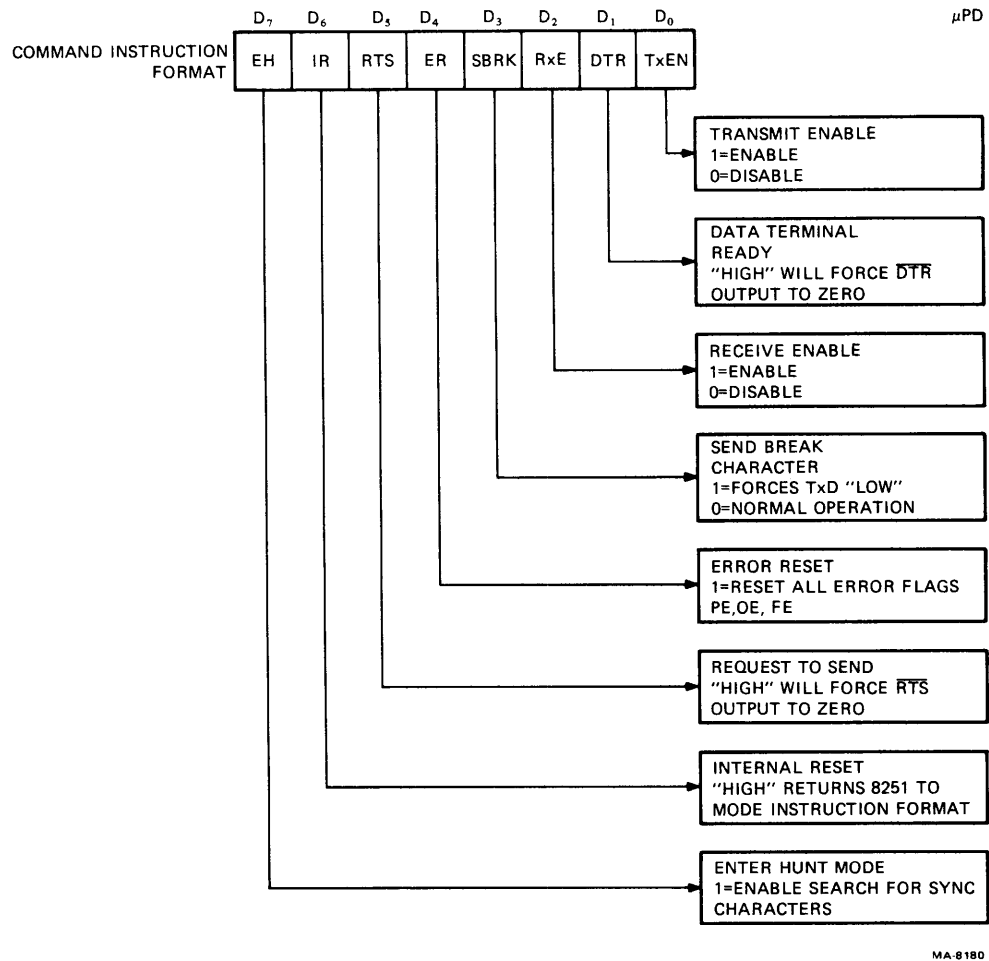 D₇ D₆ D₅ D₄ D₃ D₂ D₁ D₀ μPD
COMMAND INSTRUCTION
FORMAT
EH IR RTS ER SBRK RxE DTR TxEN
TRANSMIT ENABLE
1=ENABLE
0=DISABLE
DATA TERMINAL
READY
"HIGH" WILL FORCE D̅T̅R̅
OUTPUT TO ZERO
RECEIVE ENABLE
1=ENABLE
0=DISABLE
SEND BREAK
CHARACTER
1=FORCES TxD "LOW"
0=NORMAL OPERATION
ERROR RESET
1=RESET ALL ERROR FLAGS
PE,OE, FE
REQUEST TO SEND
"HIGH" WILL FORCE R̅T̅S̅
OUTPUT TO ZERO
INTERNAL RESET
"HIGH" RETURNS 8251 TO
MODE INSTRUCTION FORMAT
ENTER HUNT MODE
1=ENABLE SEARCH FOR SYNC
CHARACTERS
MA-8180